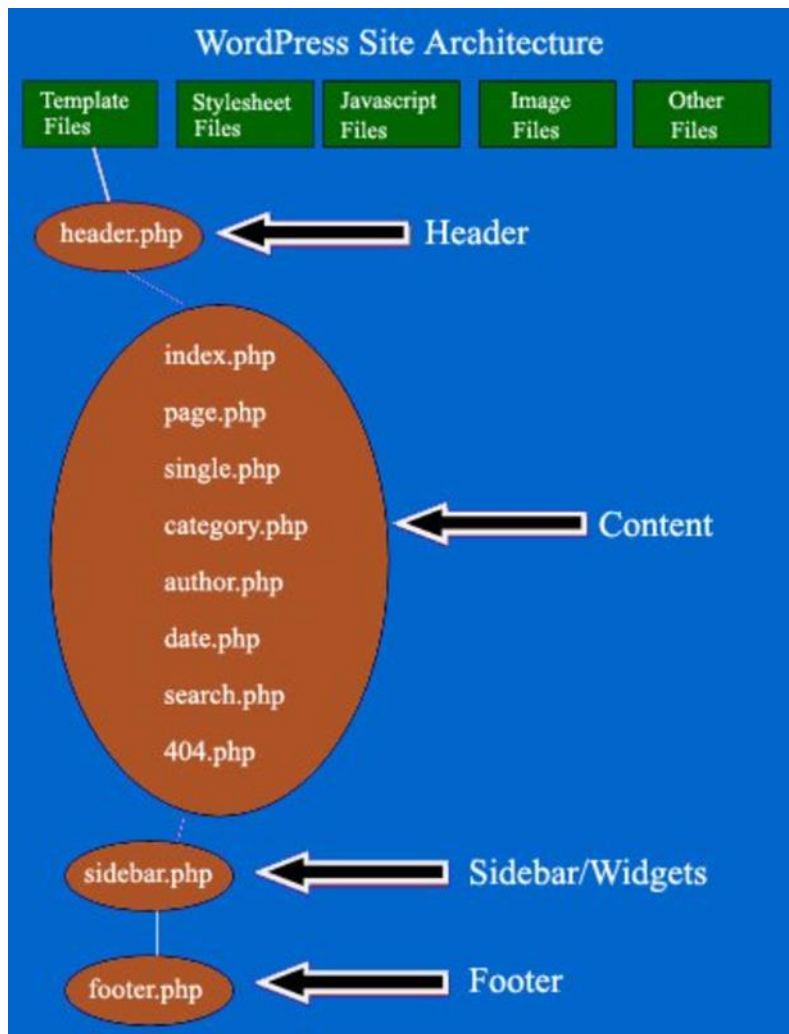 WordPress Site Architecture
Template
Files
Stylesheet
Files
Javascript
Files
Image
Files
Other
Files
header.php
Header
index.php
page.php
single.php
category.php
author.php
date.php
search.php
404.php
Content
sidebar.php
Sidebar/Widgets
footer.php
Footer